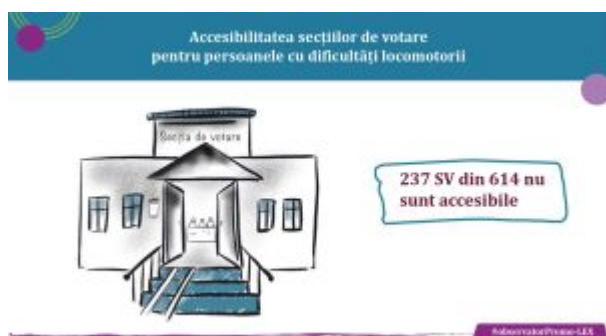 Accesibilitatea secțiilor de votare
pentru persoanele cu dificultăți locomotorii
Secția de votare
237 SV din 614 nu
sunt accesibile
#observatorPromo-LEX